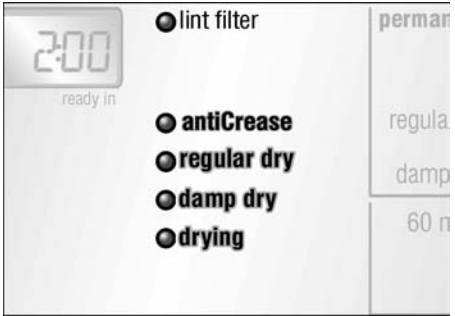 2:00
ready in
lint filter
antiCrease
regular dry
damp dry
drying
perman
regula
damp
60 m